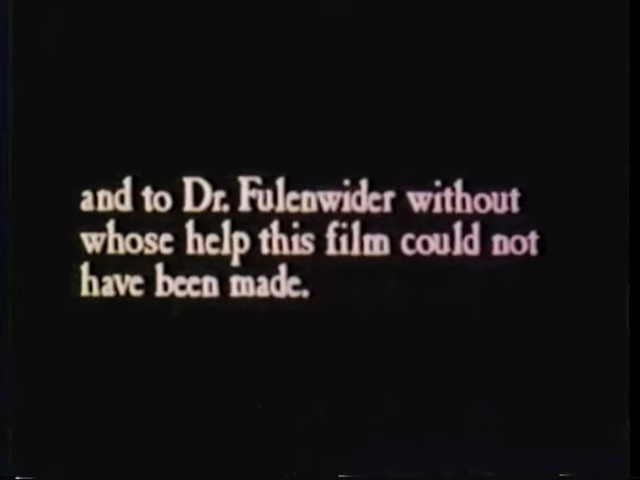 and to Dr. Fulenwider without
whose help this film could not
have been made.